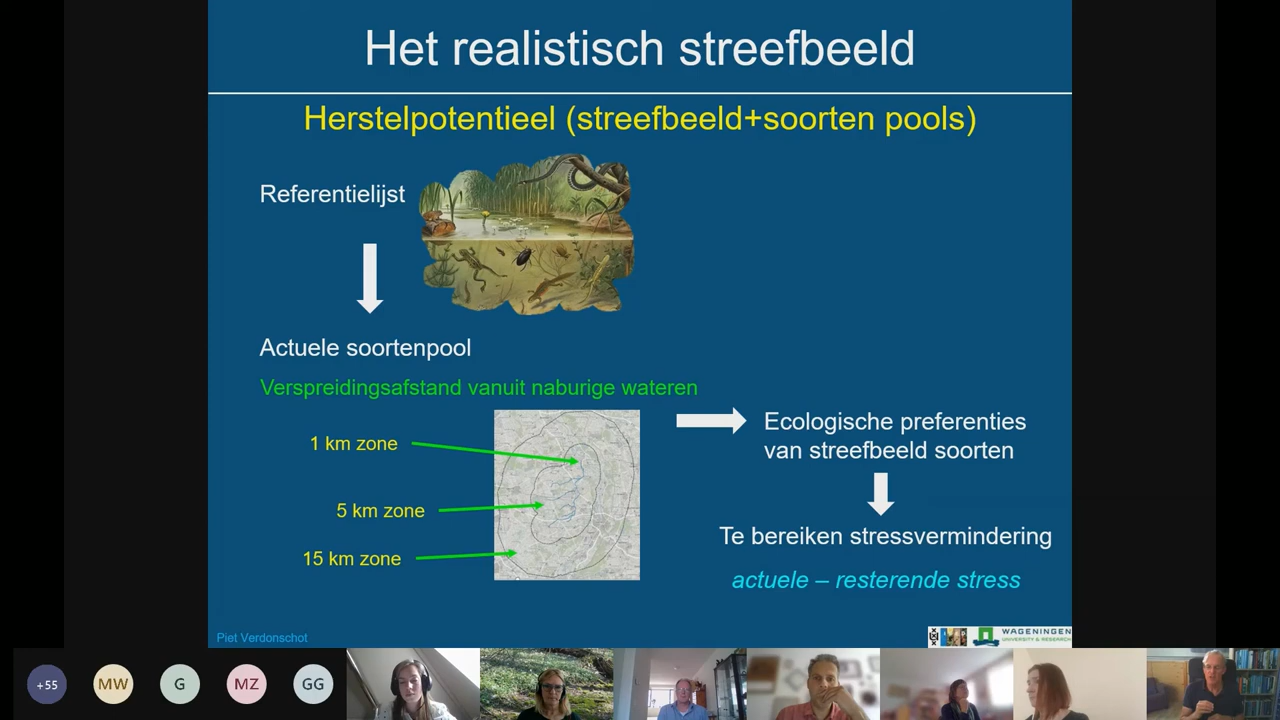 Het realistisch streefbeeld
Herstelpotentieel (streefbeeld+soorten pools)
Referentielijst
Actuele soortenpool
Verspreidingsafstand vanuit naburige wateren
1 km zone
5 km zone
15 km zone
Ecologische preferenties
van streefbeeld soorten
Te bereiken stressvermindering
actuele – resterende stress
Piet Verdonschot
WAGENINGEN
UNIVERSITY & RESEARCH
+55
MW
G
MZ
GG